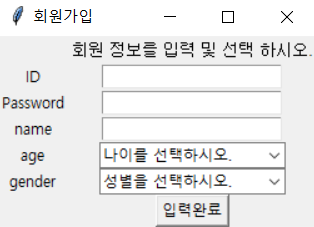 회원가입
회원 정보를 입력 및 선택 하시오.
ID
Password
name
age 나이를 선택하시오.
gender 성별을 선택하시오.
입력완료